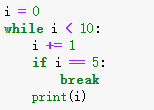 i = 0
while i < 10:
    i += 1
    if i == 5:
        break
    print(i)